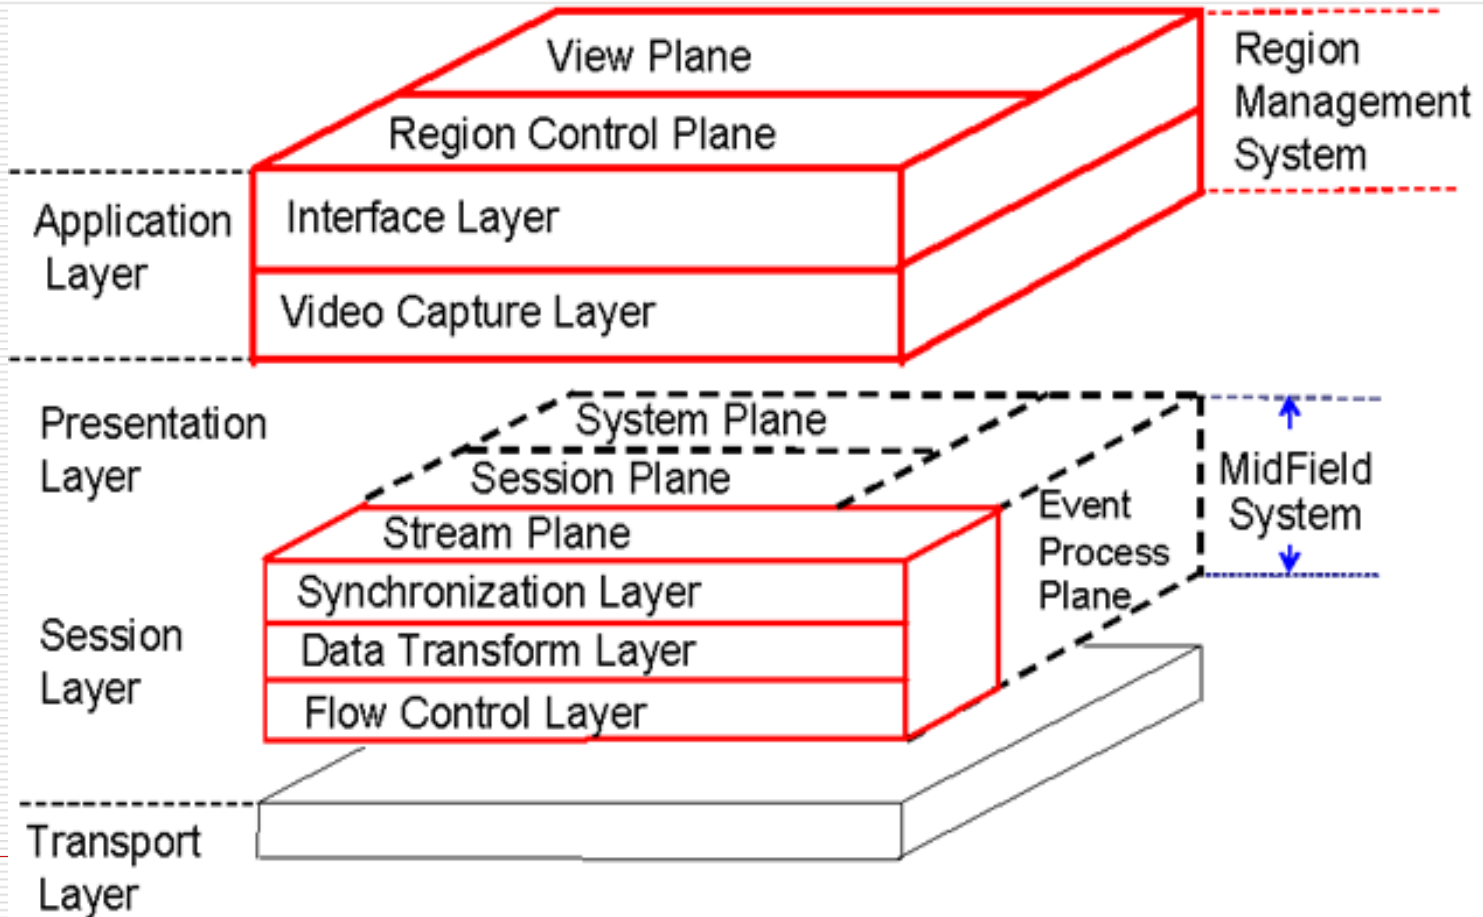 View Plane
Region Control Plane
Interface Layer
Video Capture Layer
Region
Management
System
Application
Layer
Presentation
Layer
System Plane
Session Plane
Stream Plane
Synchronization Layer
Data Transform Layer
Flow Control Layer
Event
Process
Plane
MidField
System
Session
Layer
Transport
Layer